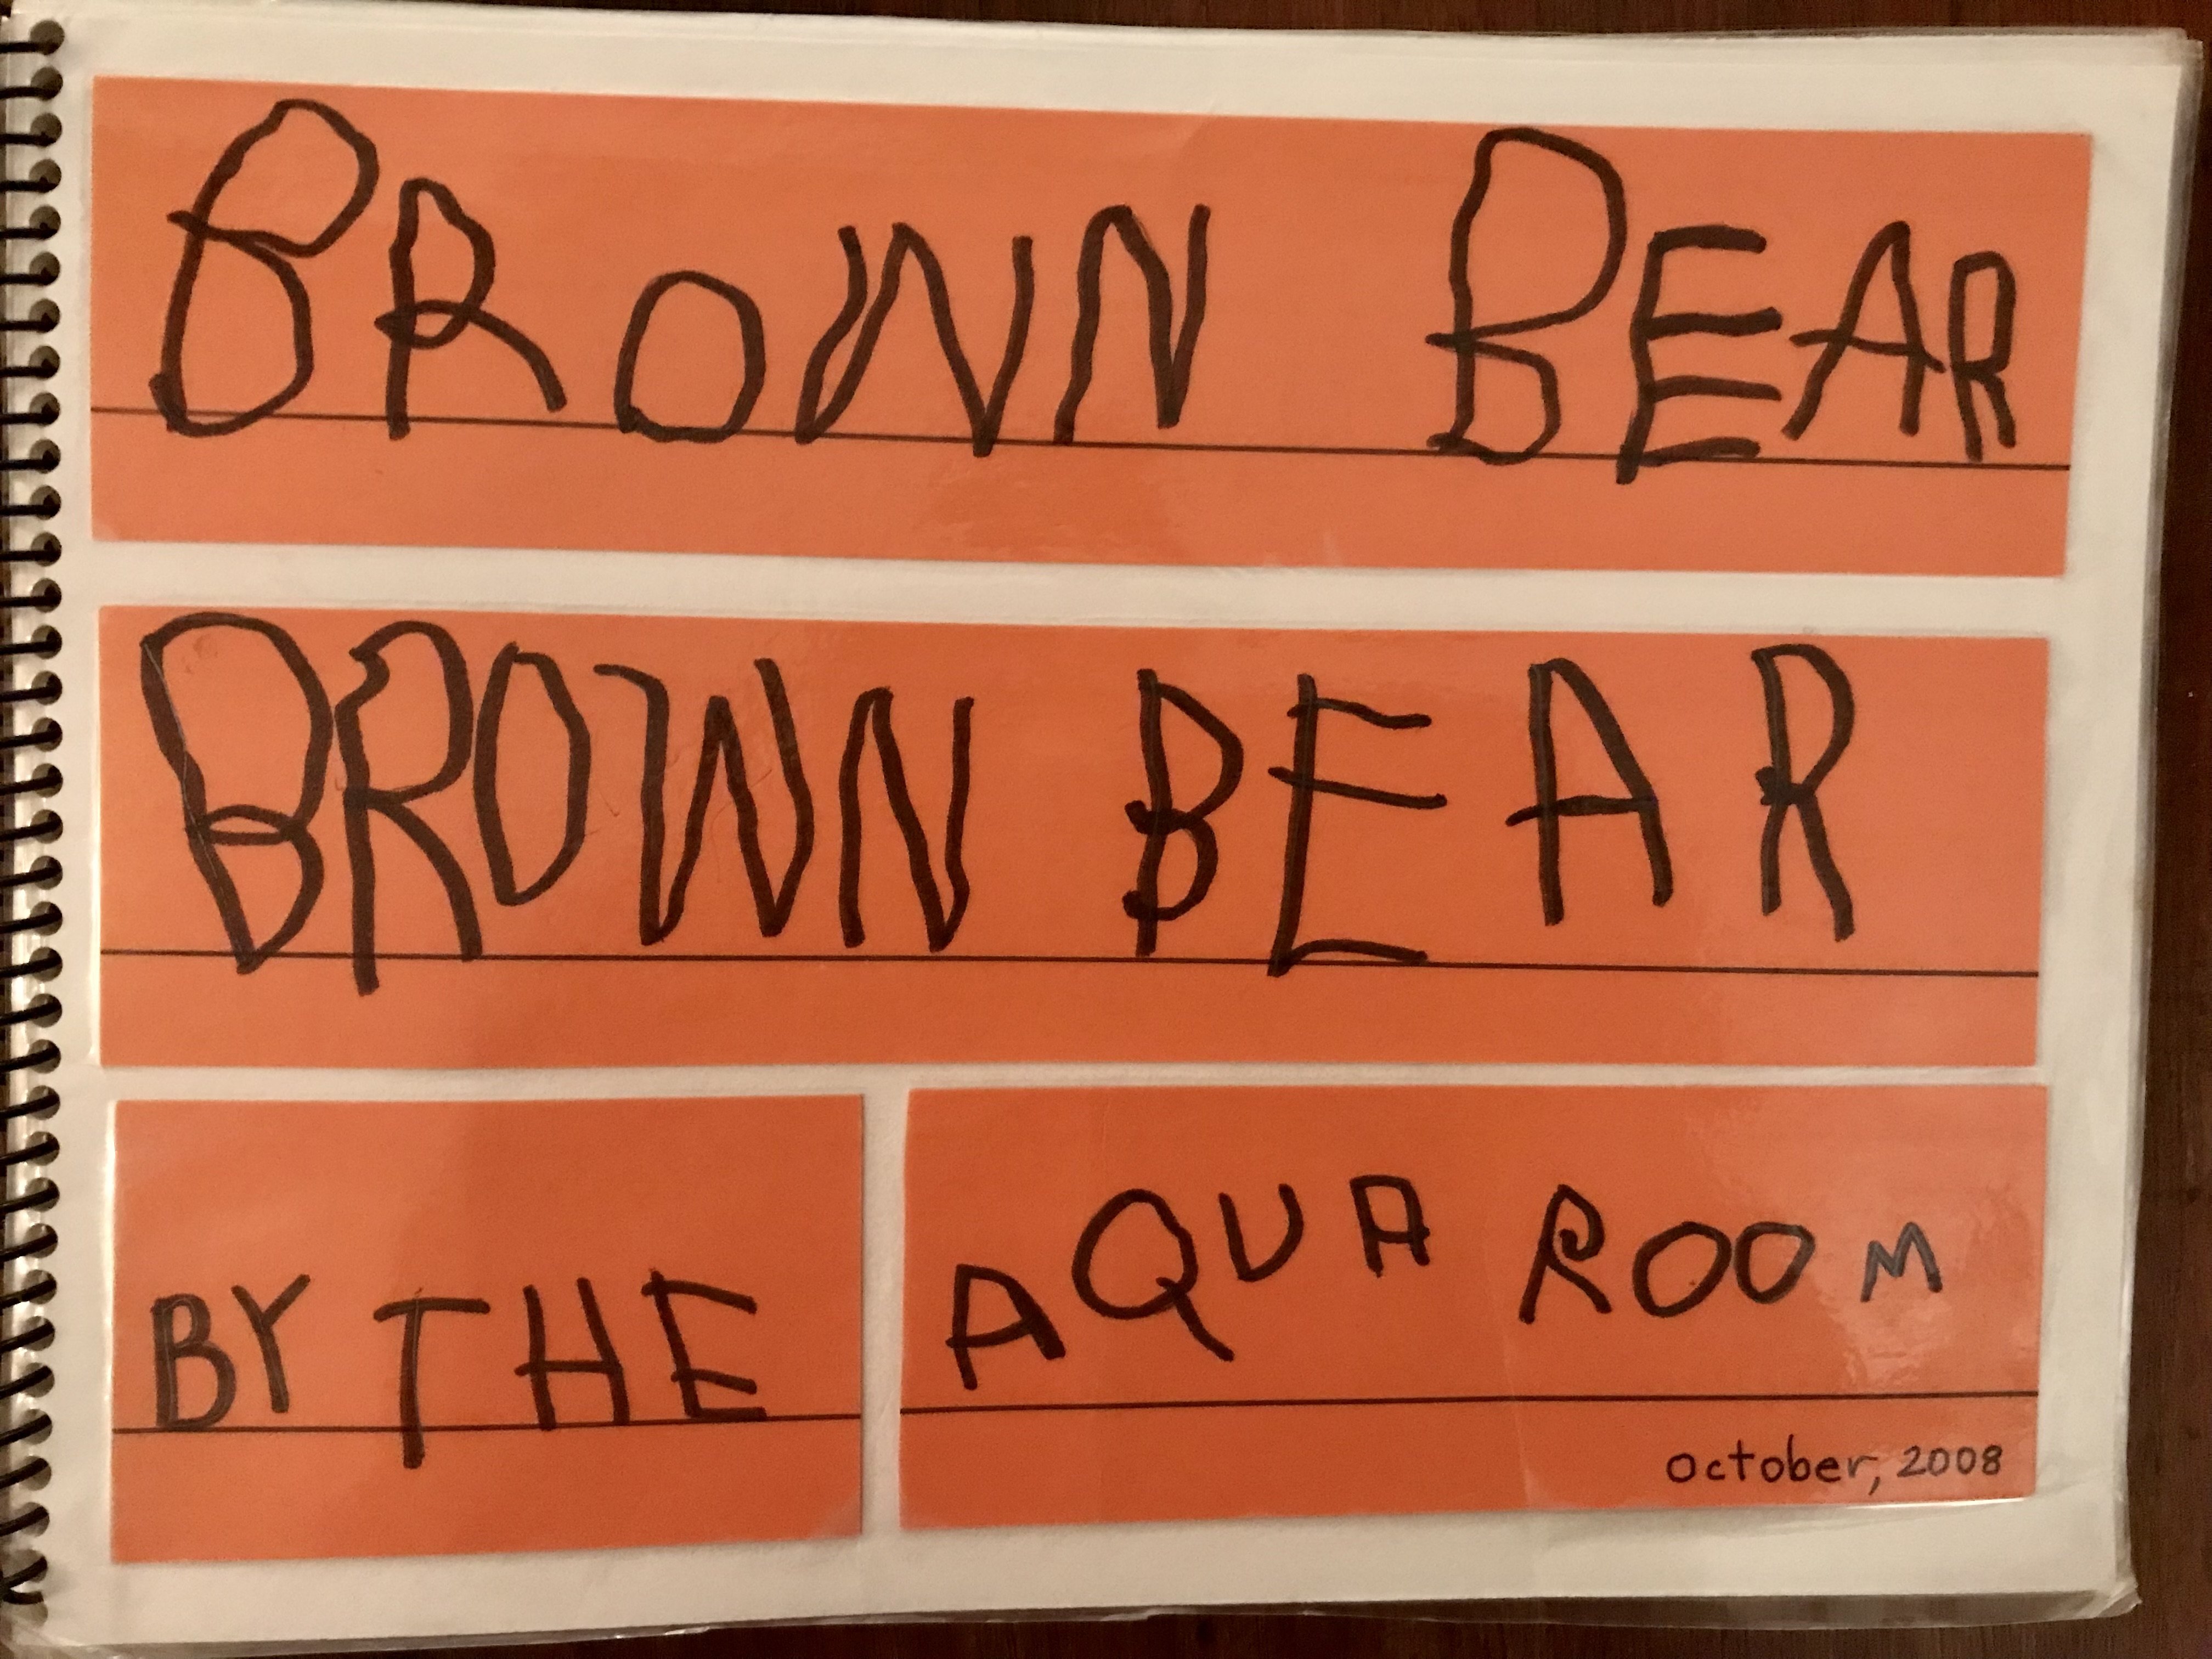 BROWN BEAR
BROWN BEAR
BY THE AQUA ROOM
October, 2008